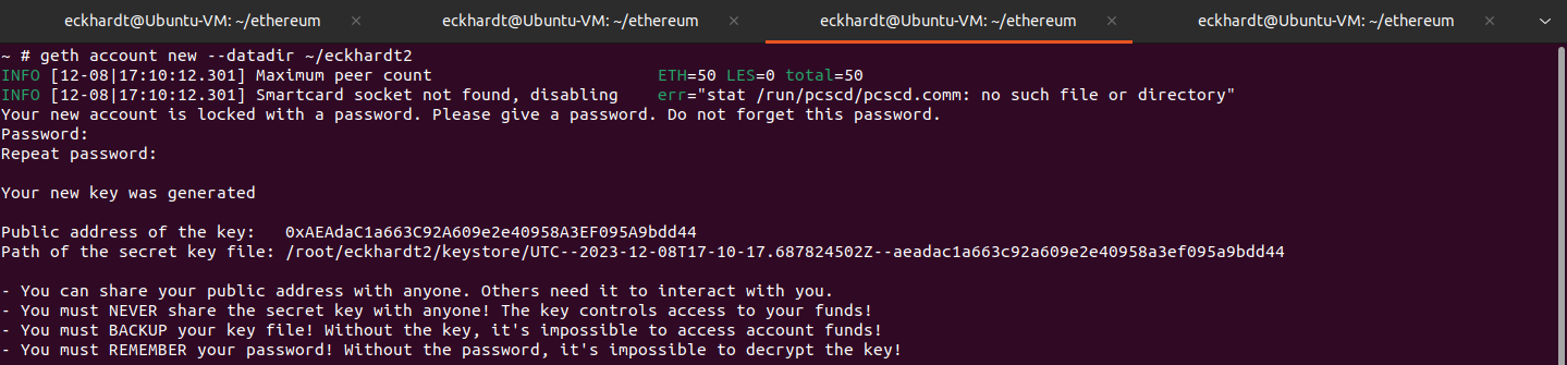 eckhardt@Ubuntu-VM: ~/ethereum × eckhardt@Ubuntu-VM: ~/ethereum × eckhardt@Ubuntu-VM: ~/ethereum × eckhardt@Ubuntu-VM: ~/ethereum ×
~ # geth account new --datadir ~/eckhardt2
INFO [12-08|17:10:12.301] Maximum peer count                       ETH=50 LES=0 total=50
INFO [12-08|17:10:12.301] Smartcard socket not found, disabling    err="stat /run/pcscd/pcscd.comm: no such file or directory"
Your new account is locked with a password. Please give a password. Do not forget this password.
Password:
Repeat password:
Your new key was generated
Public address of the key:   0xAEAdaC1a663C92A609e2e40958A3EF095A9bdd44
Path of the secret key file: /root/eckhardt2/keystore/UTC--2023-12-08T17-10-17.687824502Z--aeadac1a663c92a609e2e40958a3ef095a9bdd44
- You can share your public address with anyone. Others need it to interact with you.
- You must NEVER share the secret key with anyone! The key controls access to your funds!
- You must BACKUP your key file! Without the key, it's impossible to access account funds!
- You must REMEMBER your password! Without the password, it's impossible to decrypt the key!